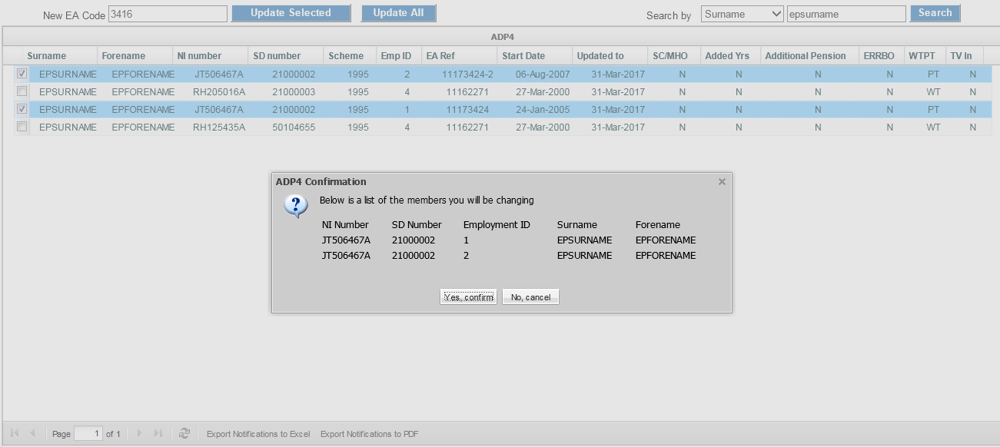 New EA Code 3416 Update Selected Update All Search by Surname epsurname Search
ADP4
Surname Forename NI number SD number Scheme Emp ID EA Ref Start Date Updated to SC/MHO Added Yrs Additional Pension ERRBO WTPT TV In
EPSURNAME EPFORENAME JT506467A 21000002 1995 2 11173424-2 06-Aug-2007 31-Mar-2017 N N N N PT N
EPSURNAME EPFORENAME RH205016A 21000003 1995 4 11162271 27-Mar-2000 31-Mar-2017 N N N N WT N
EPSURNAME EPFORENAME JT506467A 21000002 1995 1 11173424 24-Jan-2005 31-Mar-2017 N N N N PT N
EPSURNAME EPFORENAME RH125435A 50104655 1995 4 11162271 27-Mar-2000 31-Mar-2017 N N N N WT N
ADP4 Confirmation
Below is a list of the members you will be changing
NI Number SD Number Employment ID Surname Forename
JT506467A 21000002 1 EPSURNAME EPFORENAME
JT506467A 21000002 2 EPSURNAME EPFORENAME
Yes, confirm No, cancel
Page 1 of 1 Export Notifications to Excel Export Notifications to PDF